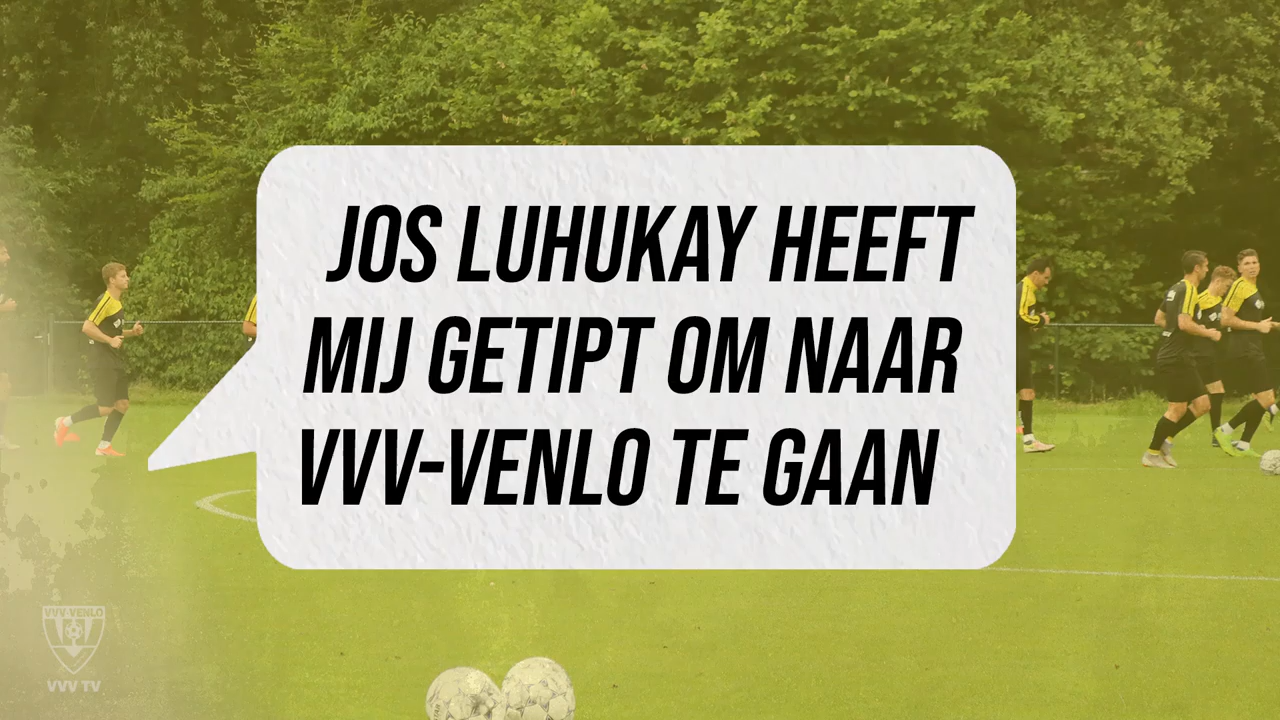 JOS LUHUKAY HEEFT
MIJ GETIPT OM NAAR
VVV-VENLO TE GAAN
VVV-VENLO
VVV TV